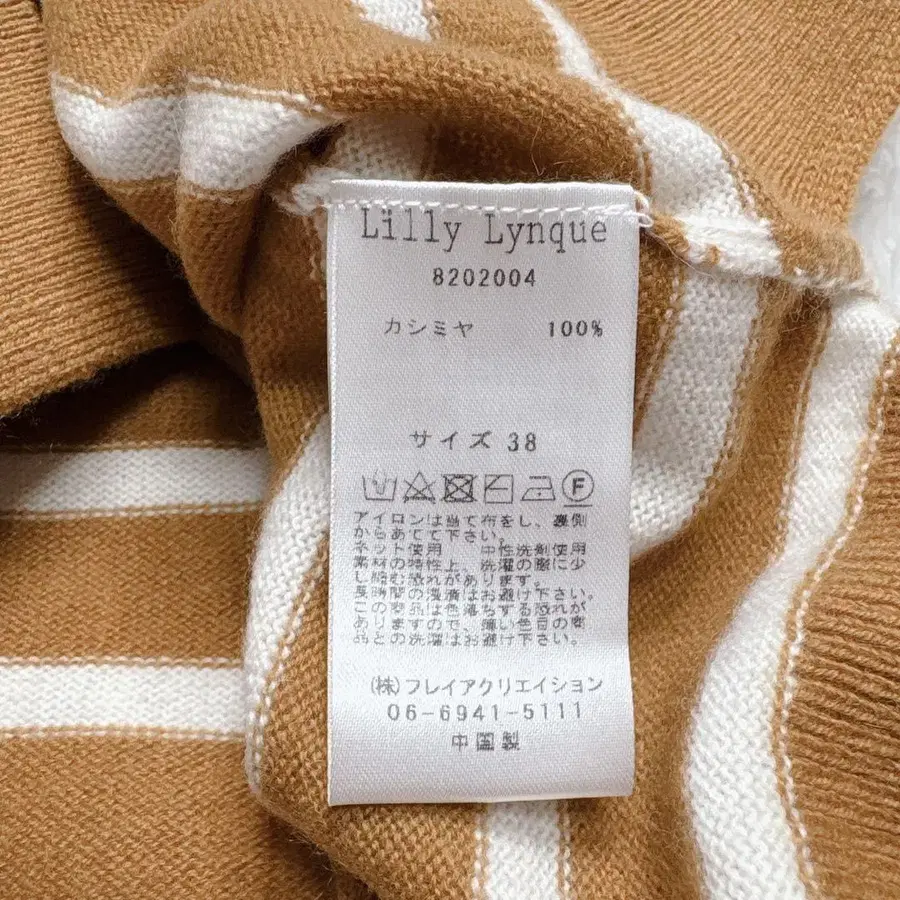 Lilly Lynque
8202004
カシミヤ 100%
サイズ 38
F
アイロンは当て布をし、裏側
からあてて下さい。
ネット使用 中性洗剤使用
素材の特性上、洗濯の際に少
し縮む恐れがあります。
長時間の浸漬はお避け下さい。
この商品は色落ちする恐れが
ありますので、薄い色目の商
品との洗濯はお避け下さい。
(株)フレイアクリエイション
06-6941-5111
中国製